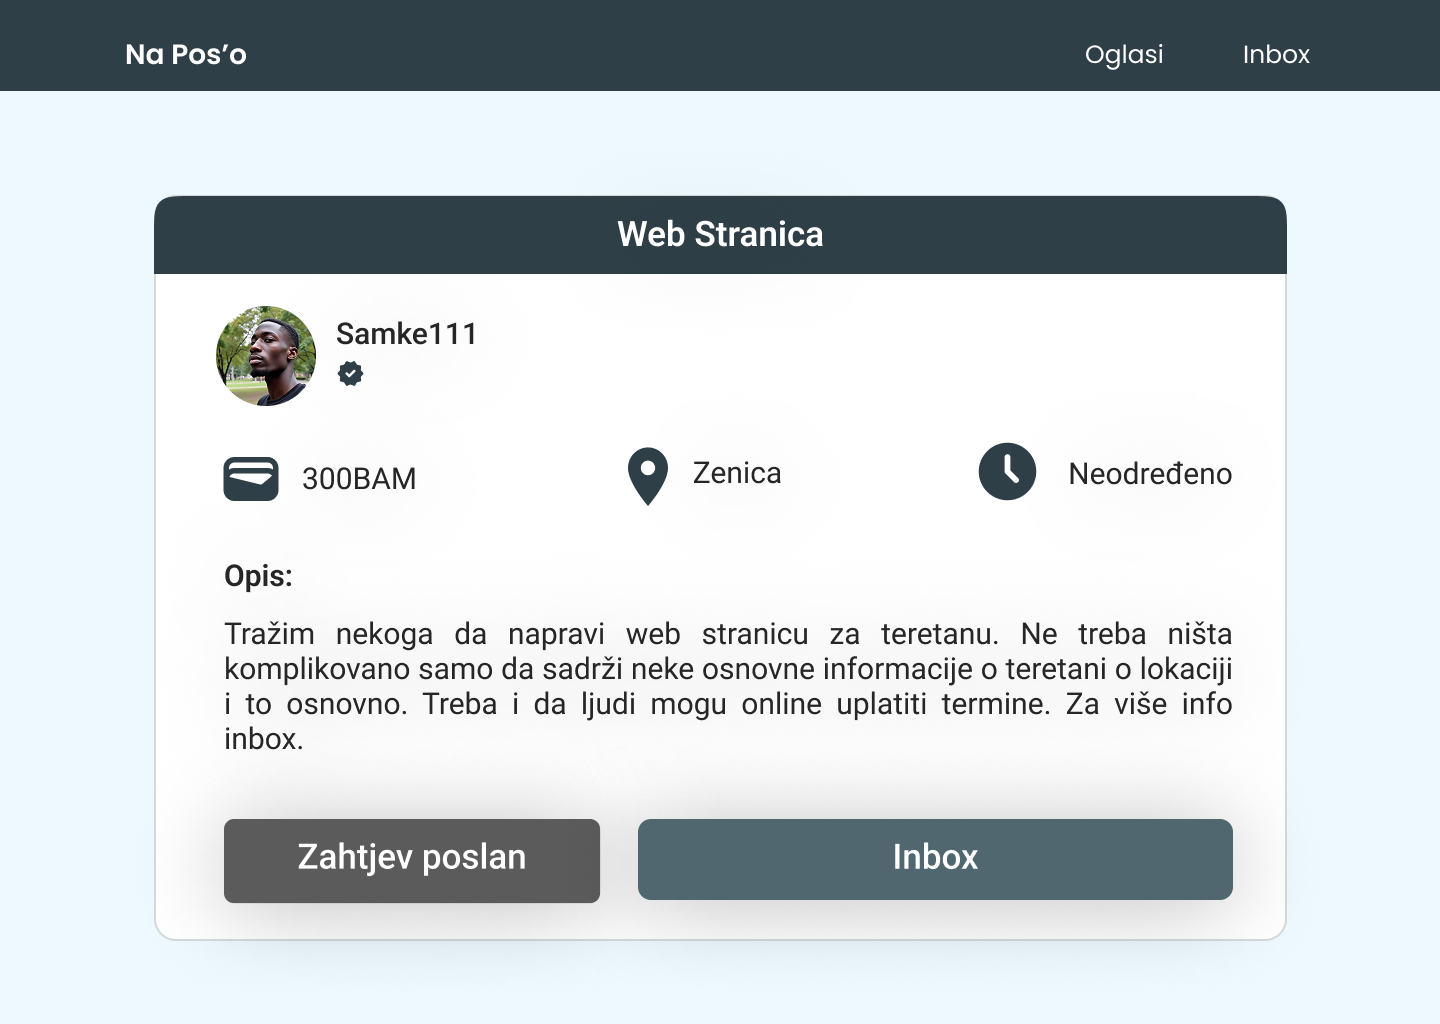 Na Pos’o
Oglasi
Inbox
Web Stranica
Samke111
300BAM
Zenica
Neodređeno
Opis:
Tražim nekoga da napravi web stranicu za teretanu. Ne treba ništa
komplikovano samo da sadrži neke osnovne informacije o teretani o lokaciji
i to osnovno. Treba i da ljudi mogu online uplatiti termine. Za više info
inbox.
Zahtjev poslan
Inbox